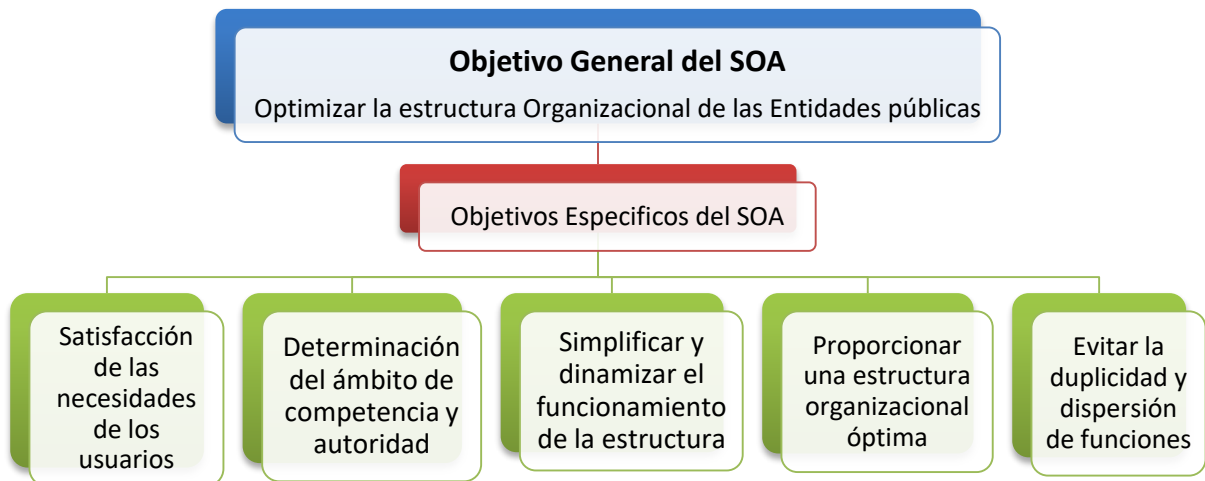 Objetivo General del SOA
Optimizar la estructura Organizacional de las Entidades públicas
Objetivos Especificos del SOA
Satisfacción
de las
necesidades
de los
usuarios
Determinación
del ámbito de
competencia y
autoridad
Simplificar y
dinamizar el
funcionamiento
de la estructura
Proporcionar
una estructura
organizacional
óptima
Evitar la
duplicidad y
dispersión
de funciones